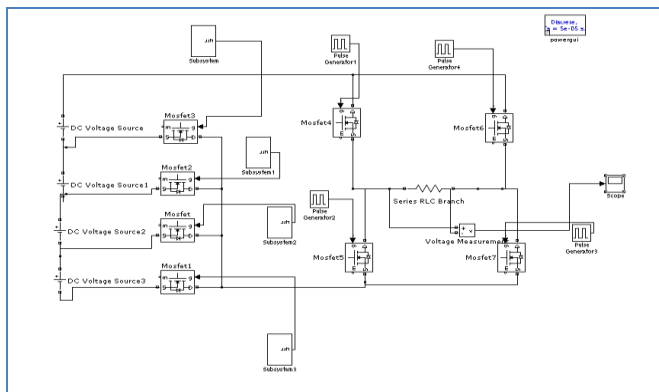 Discrete,
= 5e-05 s.
powergui
Subsystem
Pulse
Generator1
Pulse
Generator4
Mosfet3
g
m
S
D
DC Voltage Source
Mosfet4
Mosfet6
Subsystem1
Mosfet2
g
m
S
D
DC Voltage Source1
Pulse
Generator2
Series RLC Branch
Scope
Mosfet
g
m
S
D
DC Voltage Source2
Subsystem2
Voltage Measurement
Pulse
Generator3
Mosfet5
Mosfet7
Mosfet1
g
m
S
D
DC Voltage Source3
Subsystem3